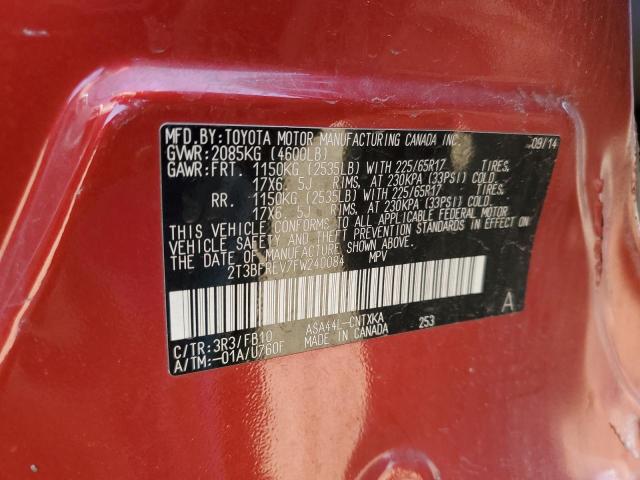 MFD.BY:TOYOTA MOTOR MANUFACTURING CANADA INC. 09/14
GVWR:2085KG (4600LB)
GAWR:FRT. 1150KG (2535LB) WITH 225/65R17 TIRES,
17X6. 5J RIMS, AT 230KPA (33PSI) COLD.
RR. 1150KG (2535LB) WITH 225/65R17 TIRES,
17X6. 5J RIMS, AT 230KPA (33PSI) COLD.
THIS VEHICLE CONFORMS TO ALL APPLICABLE FEDERAL MOTOR
VEHICLE SAFETY AND BUMPER STANDARDS IN EFFECT ON
THE DATE OF MANUFACTURE SHOWN ABOVE.
2T3BFREV7FW240084 MPV
A
C/TR:3R3/FB10 ASA44L-CNTXKA 253
A/TM:-01A/U760F MADE IN CANADA